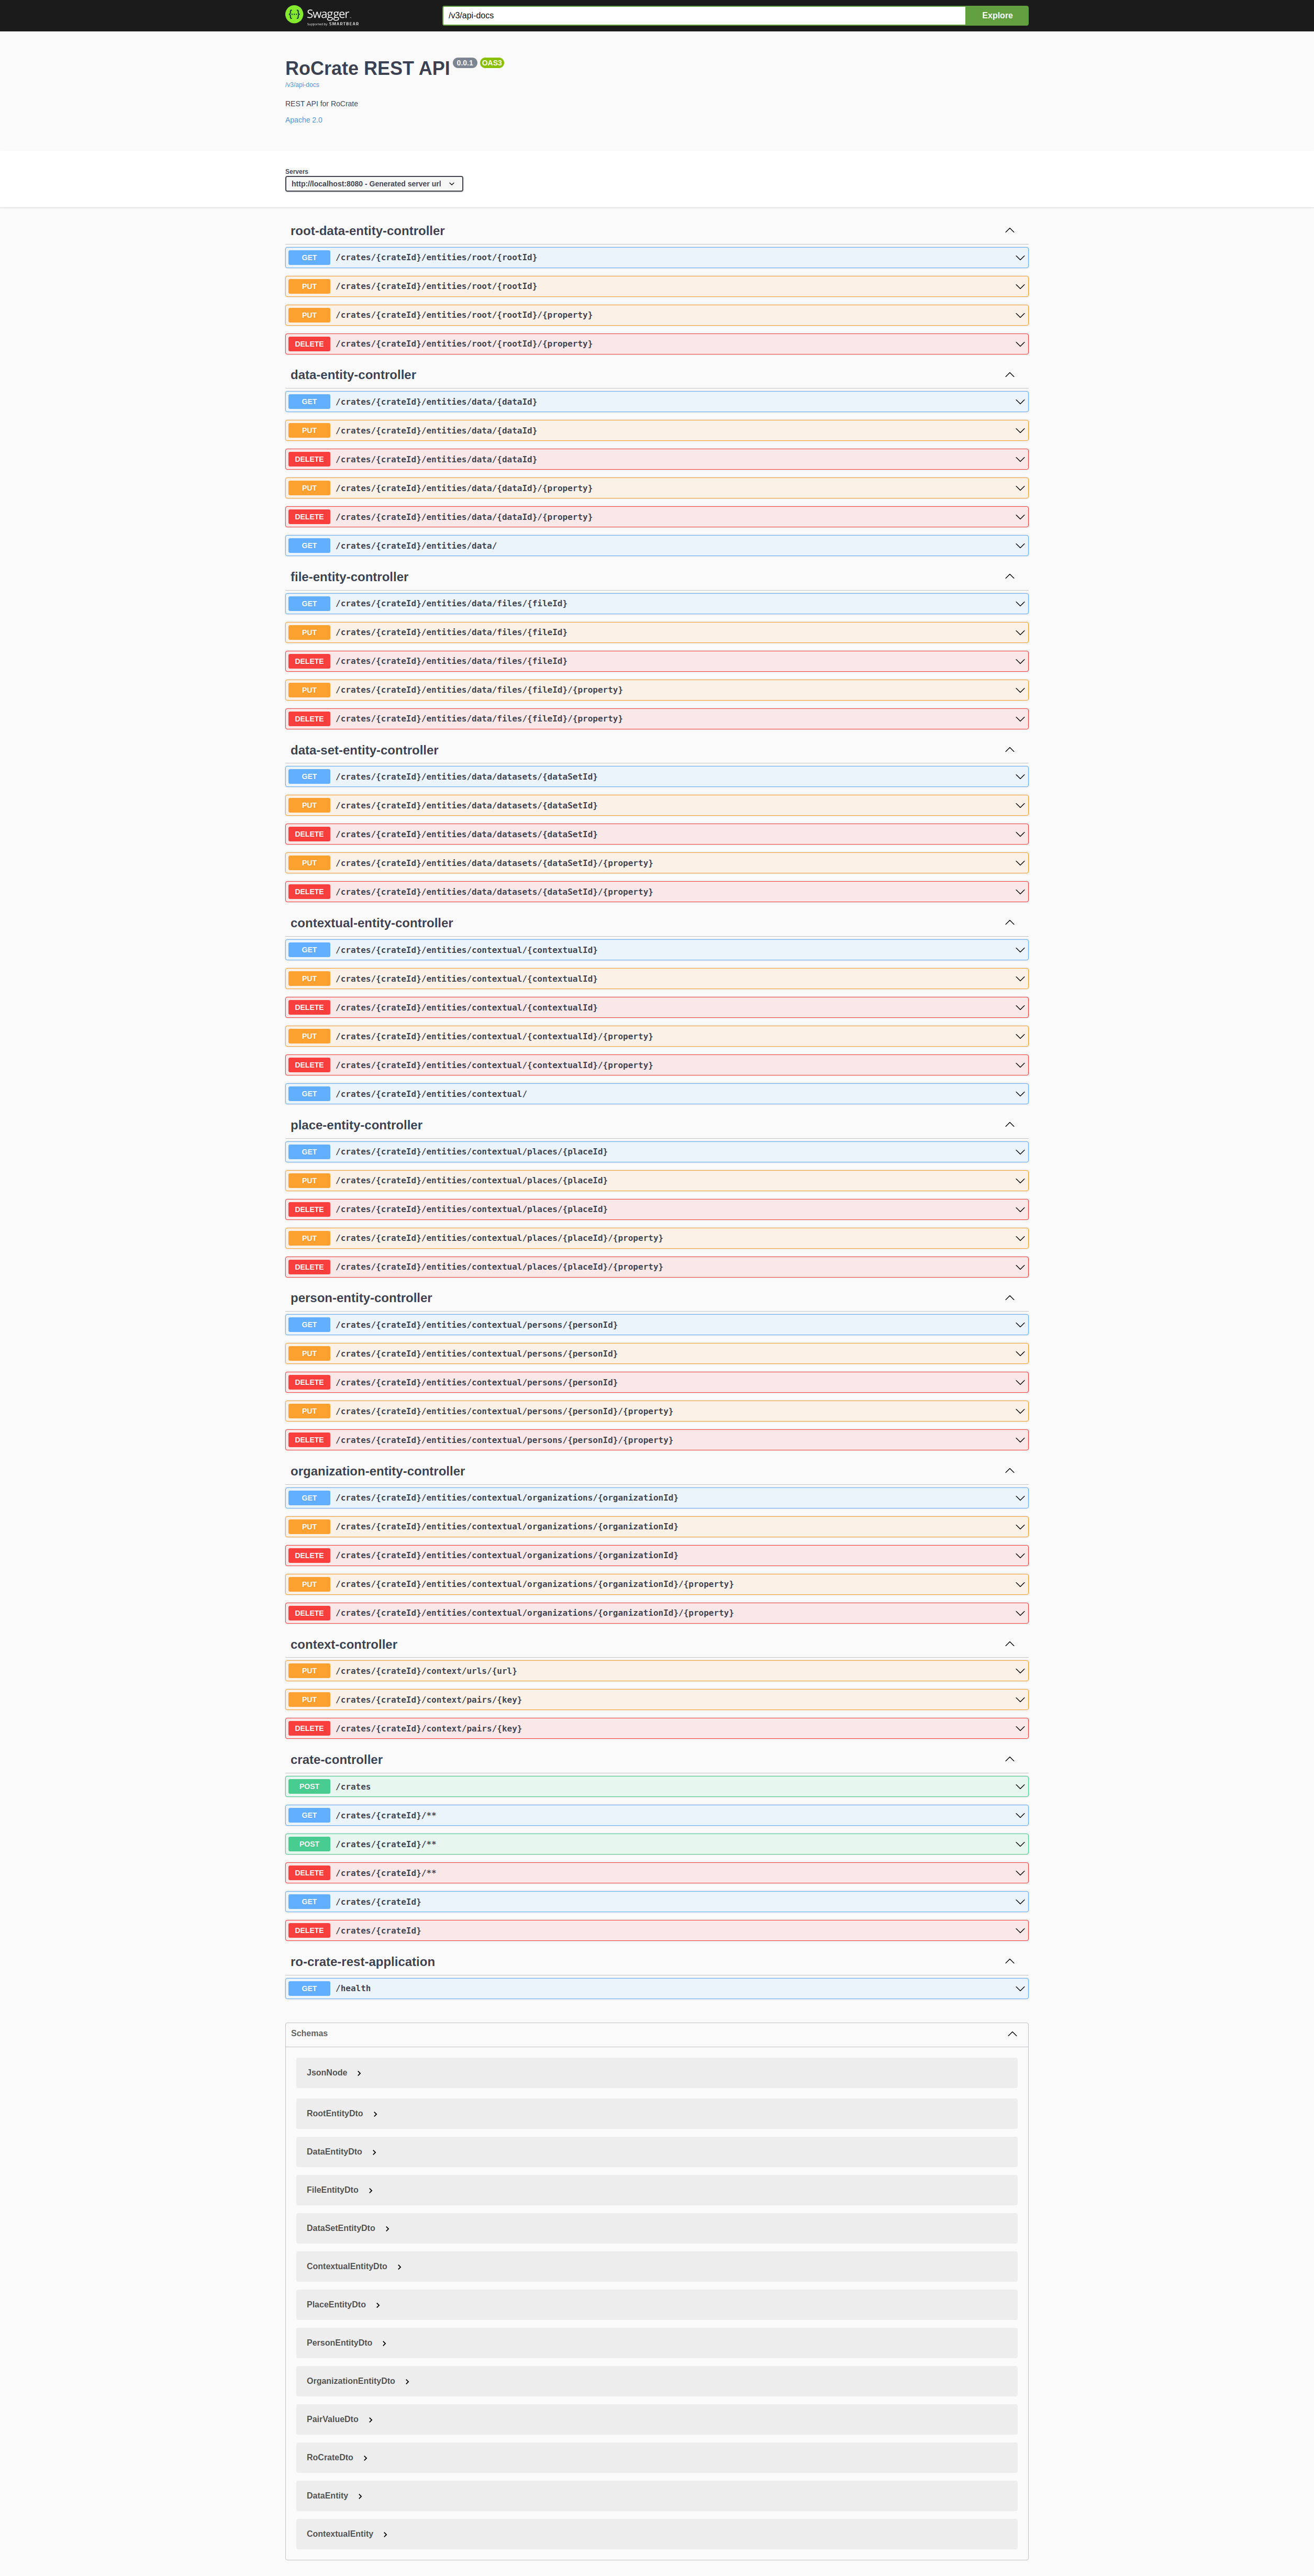 Swagger
Supported by SMARTBEAR
/v3/api-docs
Explore
RoCrate REST API 0.0.1 OAS3
/v3/api-docs
REST API for RoCrate
Apache 2.0
Servers
http://localhost:8080 - Generated server url
root-data-entity-controller
GET /crates/{crateId}/entities/root/{rootId}
PUT /crates/{crateId}/entities/root/{rootId}
PUT /crates/{crateId}/entities/root/{rootId}/{property}
DELETE /crates/{crateId}/entities/root/{rootId}/{property}
data-entity-controller
GET /crates/{crateId}/entities/data/{dataId}
PUT /crates/{crateId}/entities/data/{dataId}
DELETE /crates/{crateId}/entities/data/{dataId}
PUT /crates/{crateId}/entities/data/{dataId}/{property}
DELETE /crates/{crateId}/entities/data/{dataId}/{property}
GET /crates/{crateId}/entities/data/
file-entity-controller
GET /crates/{crateId}/entities/data/files/{fileId}
PUT /crates/{crateId}/entities/data/files/{fileId}
DELETE /crates/{crateId}/entities/data/files/{fileId}
PUT /crates/{crateId}/entities/data/files/{fileId}/{property}
DELETE /crates/{crateId}/entities/data/files/{fileId}/{property}
data-set-entity-controller
GET /crates/{crateId}/entities/data/datasets/{dataSetId}
PUT /crates/{crateId}/entities/data/datasets/{dataSetId}
DELETE /crates/{crateId}/entities/data/datasets/{dataSetId}
PUT /crates/{crateId}/entities/data/datasets/{dataSetId}/{property}
DELETE /crates/{crateId}/entities/data/datasets/{dataSetId}/{property}
contextual-entity-controller
GET /crates/{crateId}/entities/contextual/{contextualId}
PUT /crates/{crateId}/entities/contextual/{contextualId}
DELETE /crates/{crateId}/entities/contextual/{contextualId}
PUT /crates/{crateId}/entities/contextual/{contextualId}/{property}
DELETE /crates/{crateId}/entities/contextual/{contextualId}/{property}
GET /crates/{crateId}/entities/contextual/
place-entity-controller
GET /crates/{crateId}/entities/contextual/places/{placeId}
PUT /crates/{crateId}/entities/contextual/places/{placeId}
DELETE /crates/{crateId}/entities/contextual/places/{placeId}
PUT /crates/{crateId}/entities/contextual/places/{placeId}/{property}
DELETE /crates/{crateId}/entities/contextual/places/{placeId}/{property}
person-entity-controller
GET /crates/{crateId}/entities/contextual/persons/{personId}
PUT /crates/{crateId}/entities/contextual/persons/{personId}
DELETE /crates/{crateId}/entities/contextual/persons/{personId}
PUT /crates/{crateId}/entities/contextual/persons/{personId}/{property}
DELETE /crates/{crateId}/entities/contextual/persons/{personId}/{property}
organization-entity-controller
GET /crates/{crateId}/entities/contextual/organizations/{organizationId}
PUT /crates/{crateId}/entities/contextual/organizations/{organizationId}
DELETE /crates/{crateId}/entities/contextual/organizations/{organizationId}
PUT /crates/{crateId}/entities/contextual/organizations/{organizationId}/{property}
DELETE /crates/{crateId}/entities/contextual/organizations/{organizationId}/{property}
context-controller
PUT /crates/{crateId}/context/urls/{url}
PUT /crates/{crateId}/context/pairs/{key}
DELETE /crates/{crateId}/context/pairs/{key}
crate-controller
POST /crates
GET /crates/{crateId}/**
POST /crates/{crateId}/**
DELETE /crates/{crateId}/**
GET /crates/{crateId}
DELETE /crates/{crateId}
ro-crate-rest-application
GET /health
Schemas
JsonNode
RootEntityDto
DataEntityDto
FileEntityDto
DataSetEntityDto
ContextualEntityDto
PlaceEntityDto
PersonEntityDto
OrganizationEntityDto
PairValueDto
RoCrateDto
DataEntity
ContextualEntity